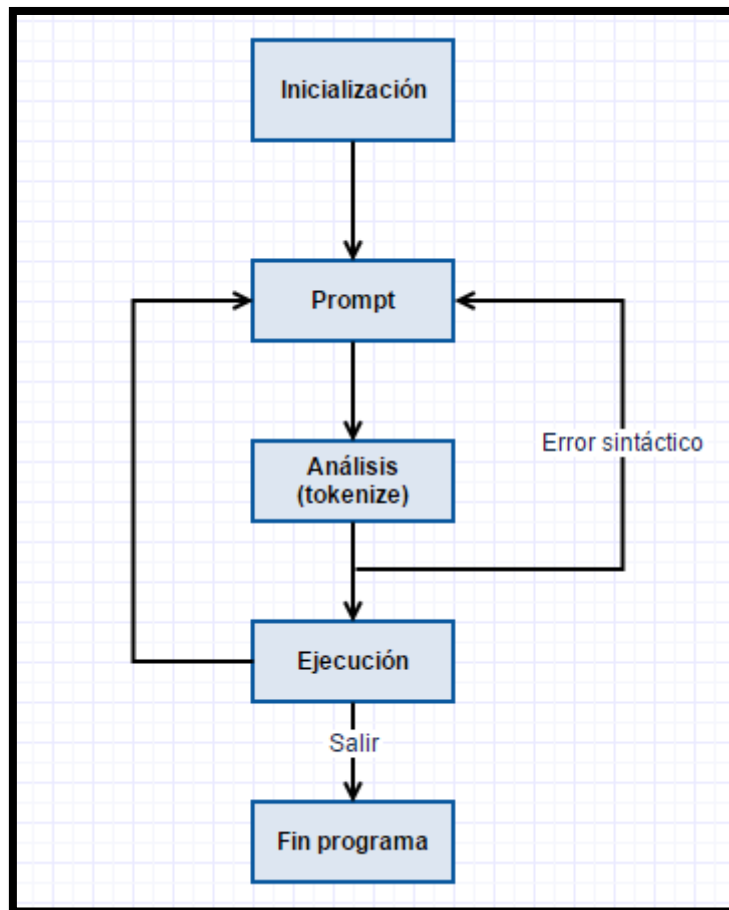 Inicialización
Prompt
Error sintáctico
Análisis
(tokenize)
Ejecución
Salir
Fin programa